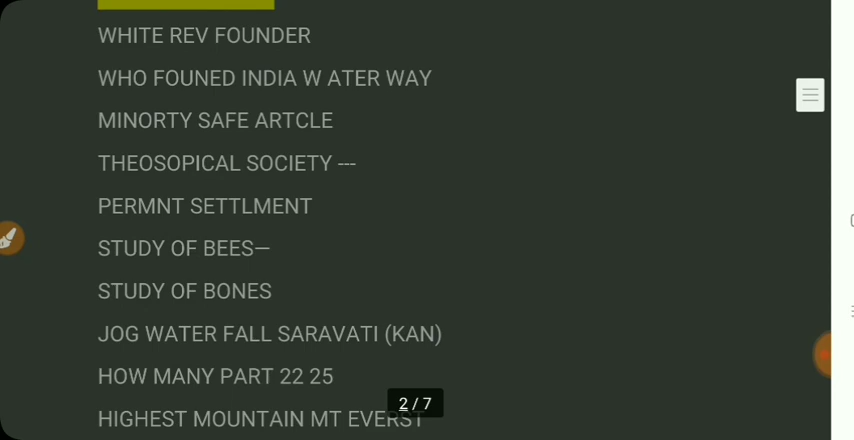 WHITE REV FOUNDER
WHO FOUNED INDIA W ATER WAY
MINORTY SAFE ARTCLE
THEOSOPICAL SOCIETY ---
PERMNT SETTLMENT
STUDY OF BEES—
STUDY OF BONES
JOG WATER FALL SARAVATI (KAN)
HOW MANY PART 22 25
2 / 7
HIGHEST MOUNTAIN MT EVERST